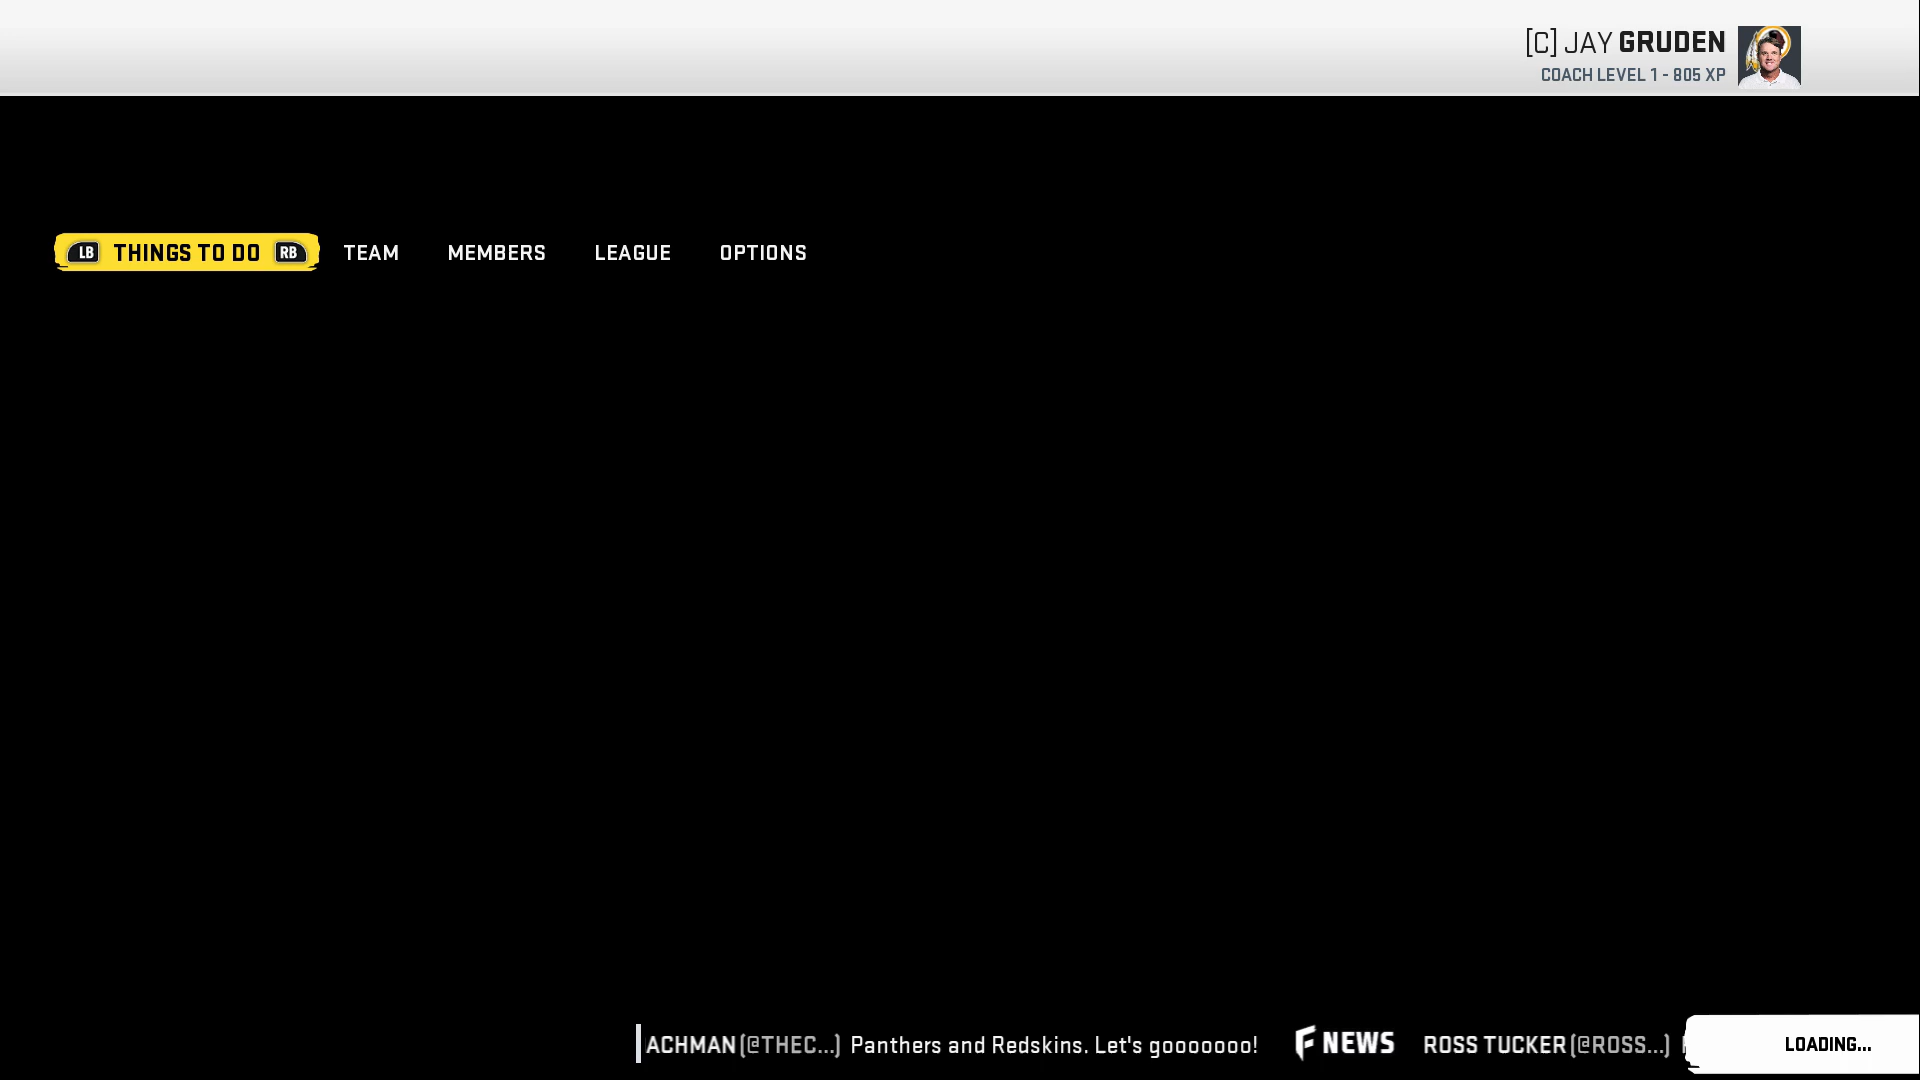 [C] JAY GRUDEN
COACH LEVEL 1 - 805 XP
LB THINGS TO DO RB TEAM MEMBERS LEAGUE OPTIONS
ACHMAN (@THEC...) Panthers and Redskins. Let's gooooooo! F NEWS ROSS TUCKER (@ROSS...) LOADING...